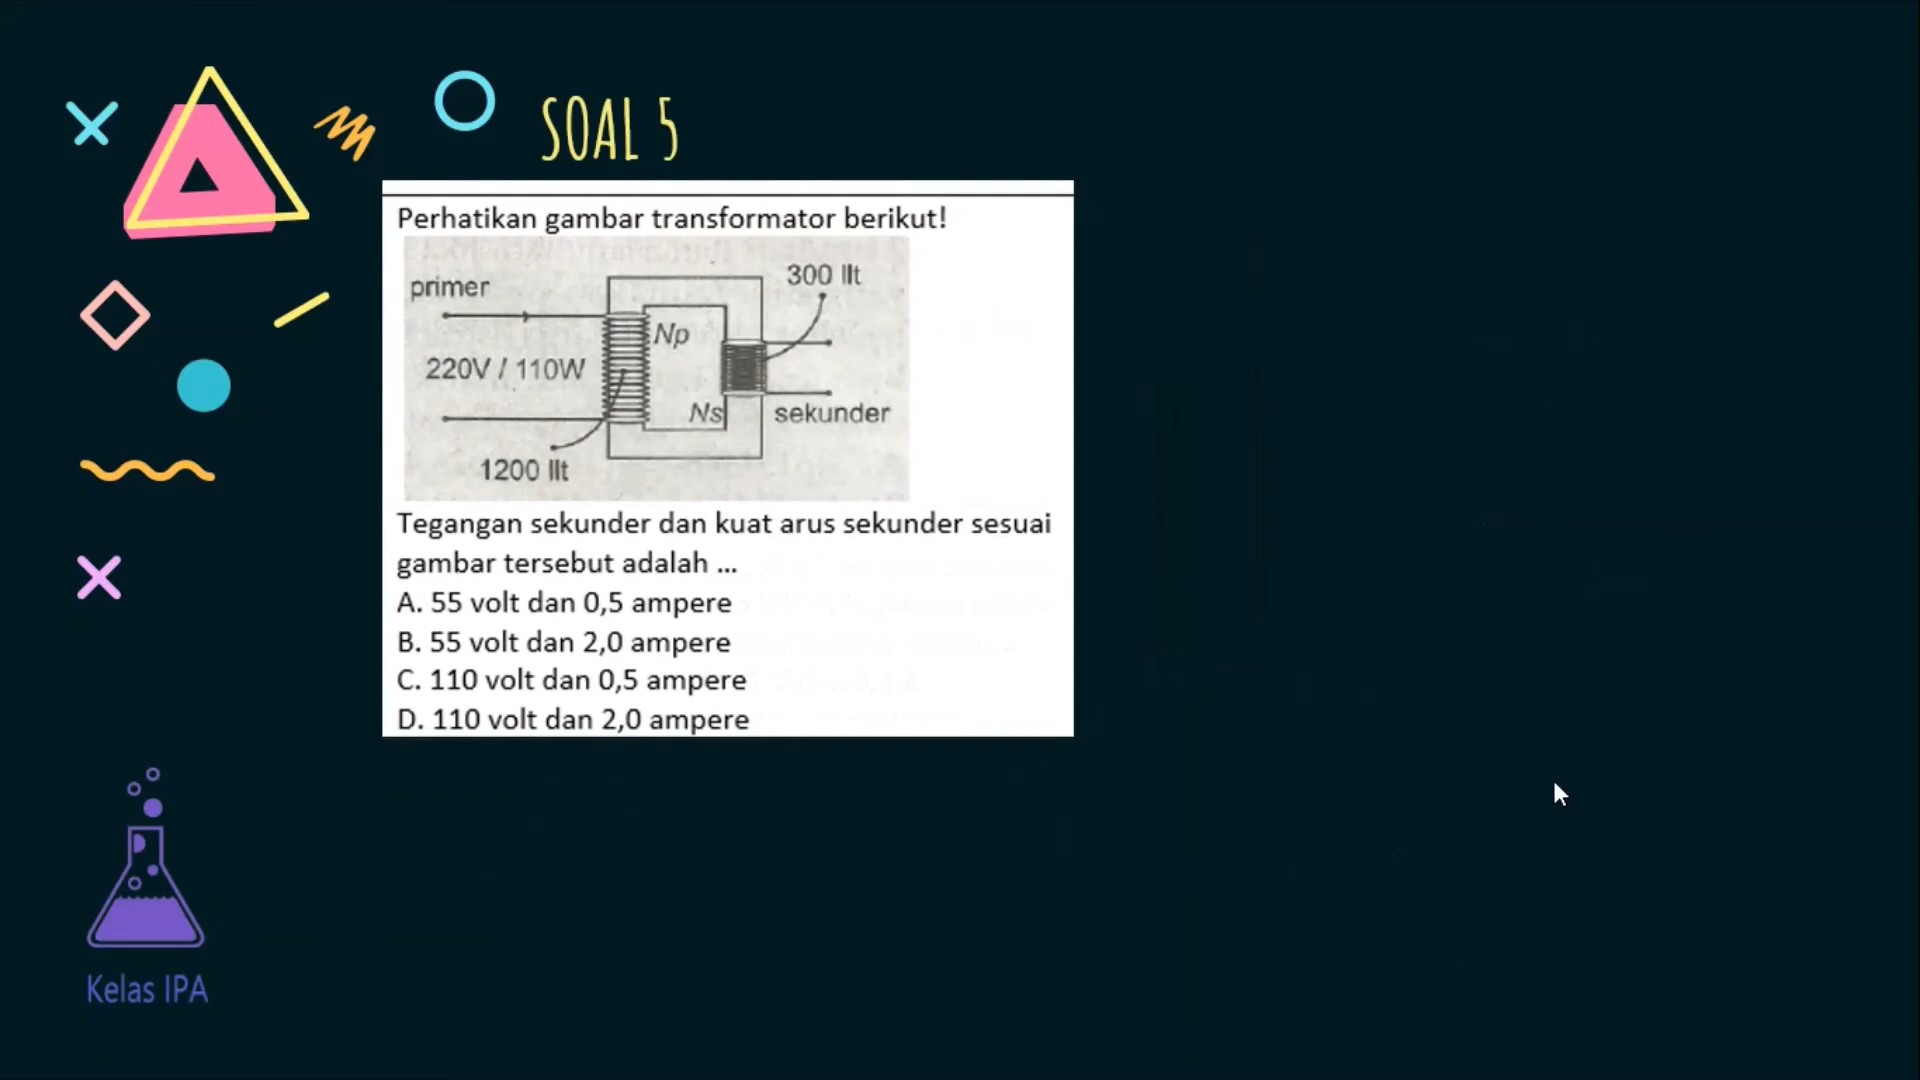 SOAL 5
Perhatikan gambar transformator berikut!
primer
300 llt
Np
220V / 110W
Ns
sekunder
1200 llt
Tegangan sekunder dan kuat arus sekunder sesuai
gambar tersebut adalah ...
A. 55 volt dan 0,5 ampere
B. 55 volt dan 2,0 ampere
C. 110 volt dan 0,5 ampere
D. 110 volt dan 2,0 ampere
Kelas IPA